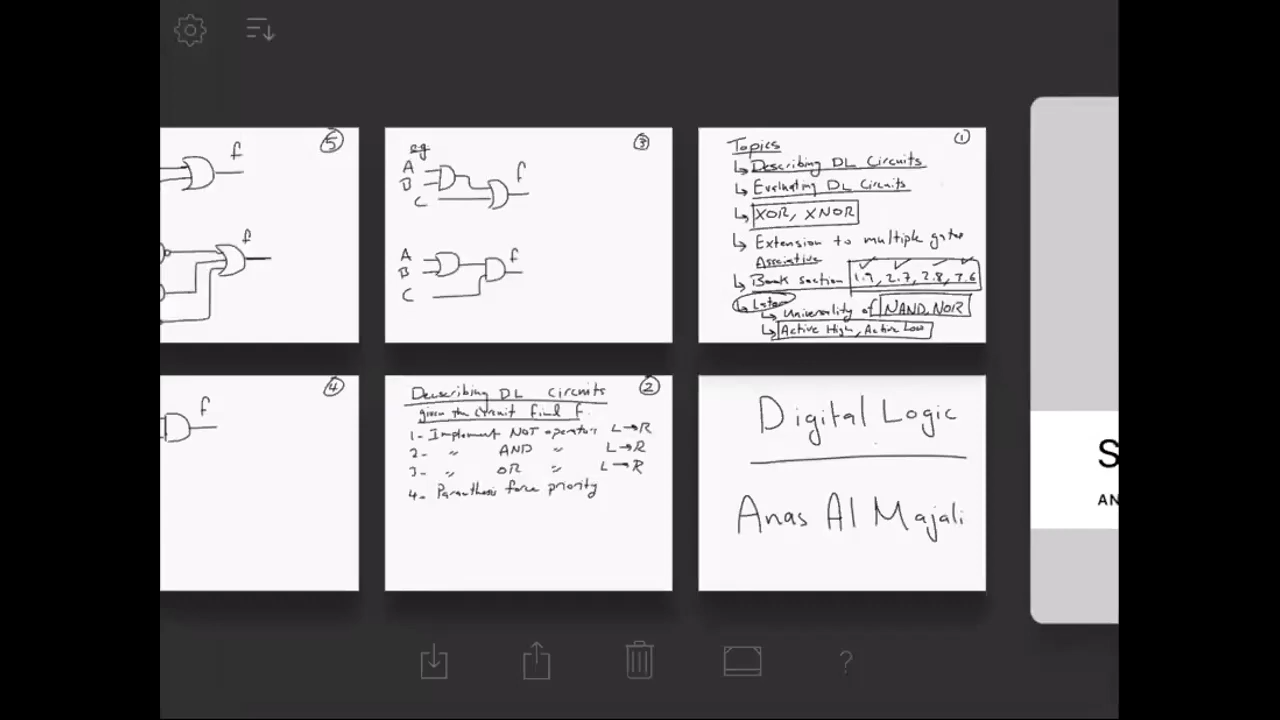 5
f
f
3
eg
A
B
C
f
A
B
C
f
1
Topics
↳ Describing DL Circuits
↳ Evaluating DL Circuits
↳ XOR, XNOR
↳ Extension to multiple gates
Associative
↳ Book section 1.9, 2.7, 2.8, 7.6
↳ Later
↳ Universality of NAND, NOR
↳ Active High, Active Low
4
f
2
Describing DL Circuits
given the circuit find f.
1- Implement NOT operators L→R
2- " AND " L→R
3- " OR " L→R
4- Paranthesis force priority
Digital Logic
Anas Al Majali
S
AN
?